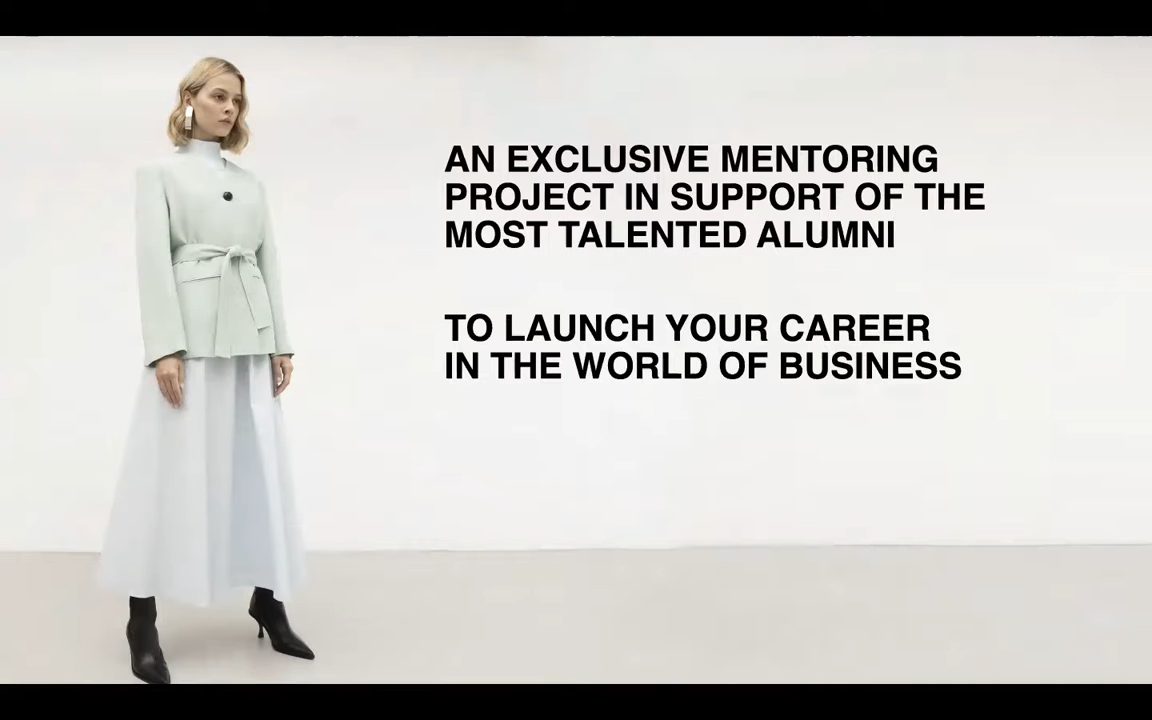 AN EXCLUSIVE MENTORING
PROJECT IN SUPPORT OF THE
MOST TALENTED ALUMNI
TO LAUNCH YOUR CAREER
IN THE WORLD OF BUSINESS